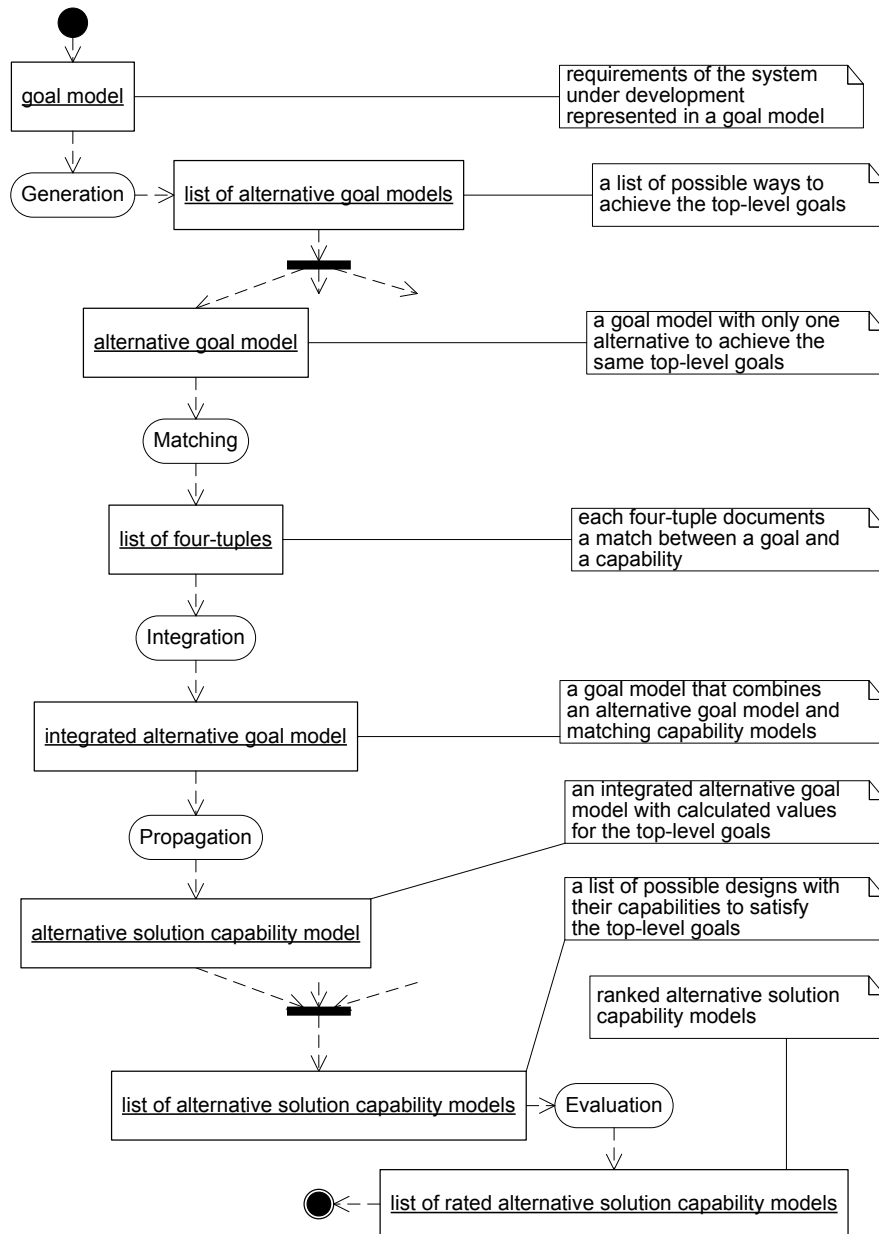 goal model
requirements of the system
under development
represented in a goal model
Generation
list of alternative goal models
a list of possible ways to
achieve the top-level goals
alternative goal model
a goal model with only one
alternative to achieve the
same top-level goals
Matching
list of four-tuples
each four-tuple documents
a match between a goal and
a capability
Integration
integrated alternative goal model
a goal model that combines
an alternative goal model and
matching capability models
Propagation
an integrated alternative goal
model with calculated values
for the top-level goals
alternative solution capability model
a list of possible designs with
their capabilities to satisfy
the top-level goals
ranked alternative solution
capability models
list of alternative solution capability models
Evaluation
list of rated alternative solution capability models